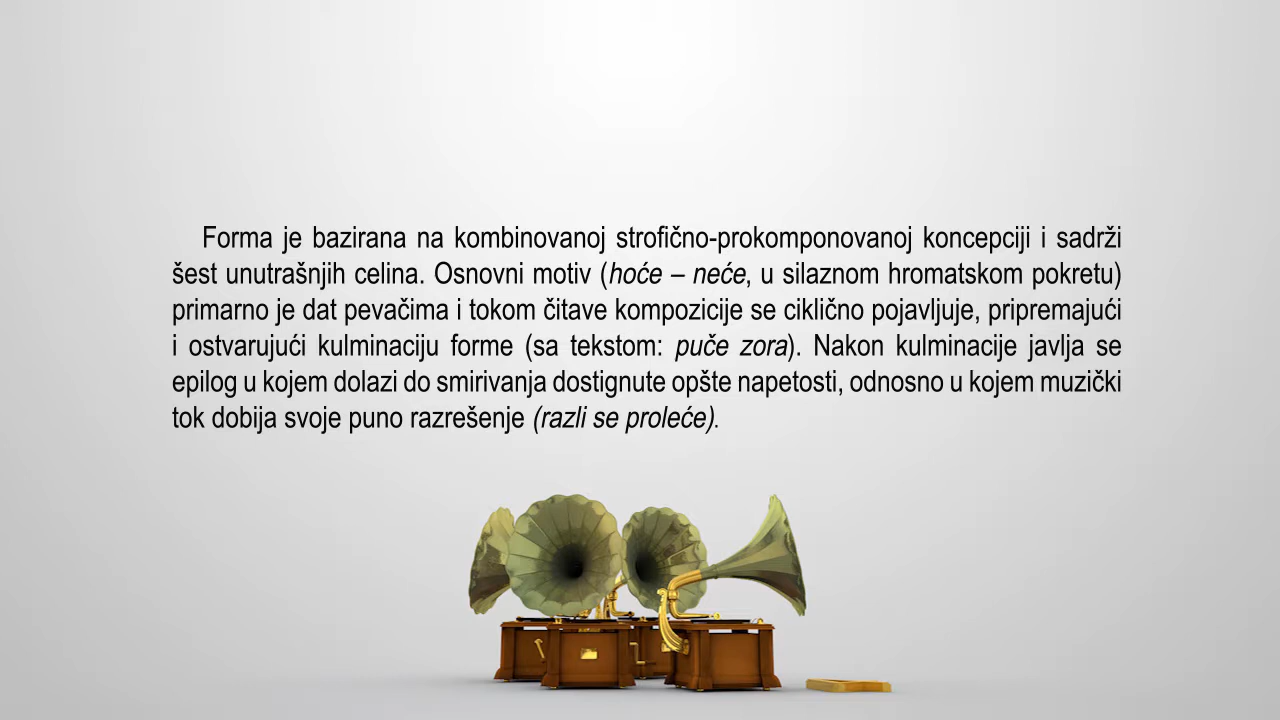 Forma je bazirana na kombinovanoj strofično-prokomponovanoj koncepciji i sadrži
šest unutrašnjih celina. Osnovni motiv (hoće – neće, u silaznom hromatskom pokretu)
primarno je dat pevačima i tokom čitave kompozicije se ciklično pojavljuje, pripremajući
i ostvarujući kulminaciju forme (sa tekstom: puče zora). Nakon kulminacije javlja se
epilog u kojem dolazi do smirivanja dostignute opšte napetosti, odnosno u kojem muzički
tok dobija svoje puno razrešenje (razli se proleće).